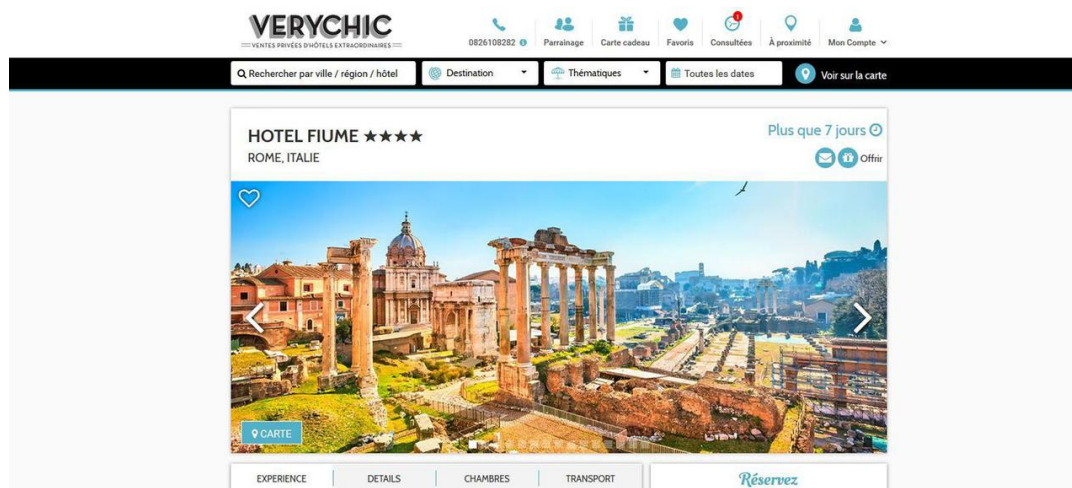 VERYCHIC
VENTES PRIVÉES D'HÔTELS EXTRAORDINAIRES
0826108282
Parrainage
Carte cadeau
Favoris
1
Consultées
À proximité
Mon Compte
Rechercher par ville / région / hôtel
Destination
Thématiques
Toutes les dates
Voir sur la carte
HOTEL FIUME ★★★★
Plus que 7 jours
ROME, ITALIE
Offrir
CARTE
EXPERIENCE
DETAILS
CHAMBRES
TRANSPORT
Réservez